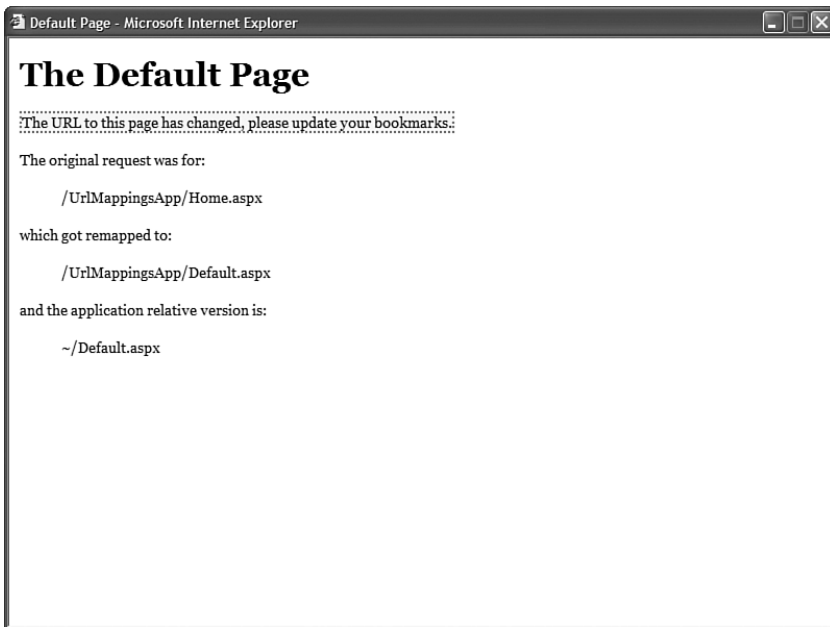 Default Page - Microsoft Internet Explorer
The Default Page
The URL to this page has changed, please update your bookmarks.
The original request was for:
/UrlMappingsApp/Home.aspx
which got remapped to:
/UrlMappingsApp/Default.aspx
and the application relative version is:
~/Default.aspx